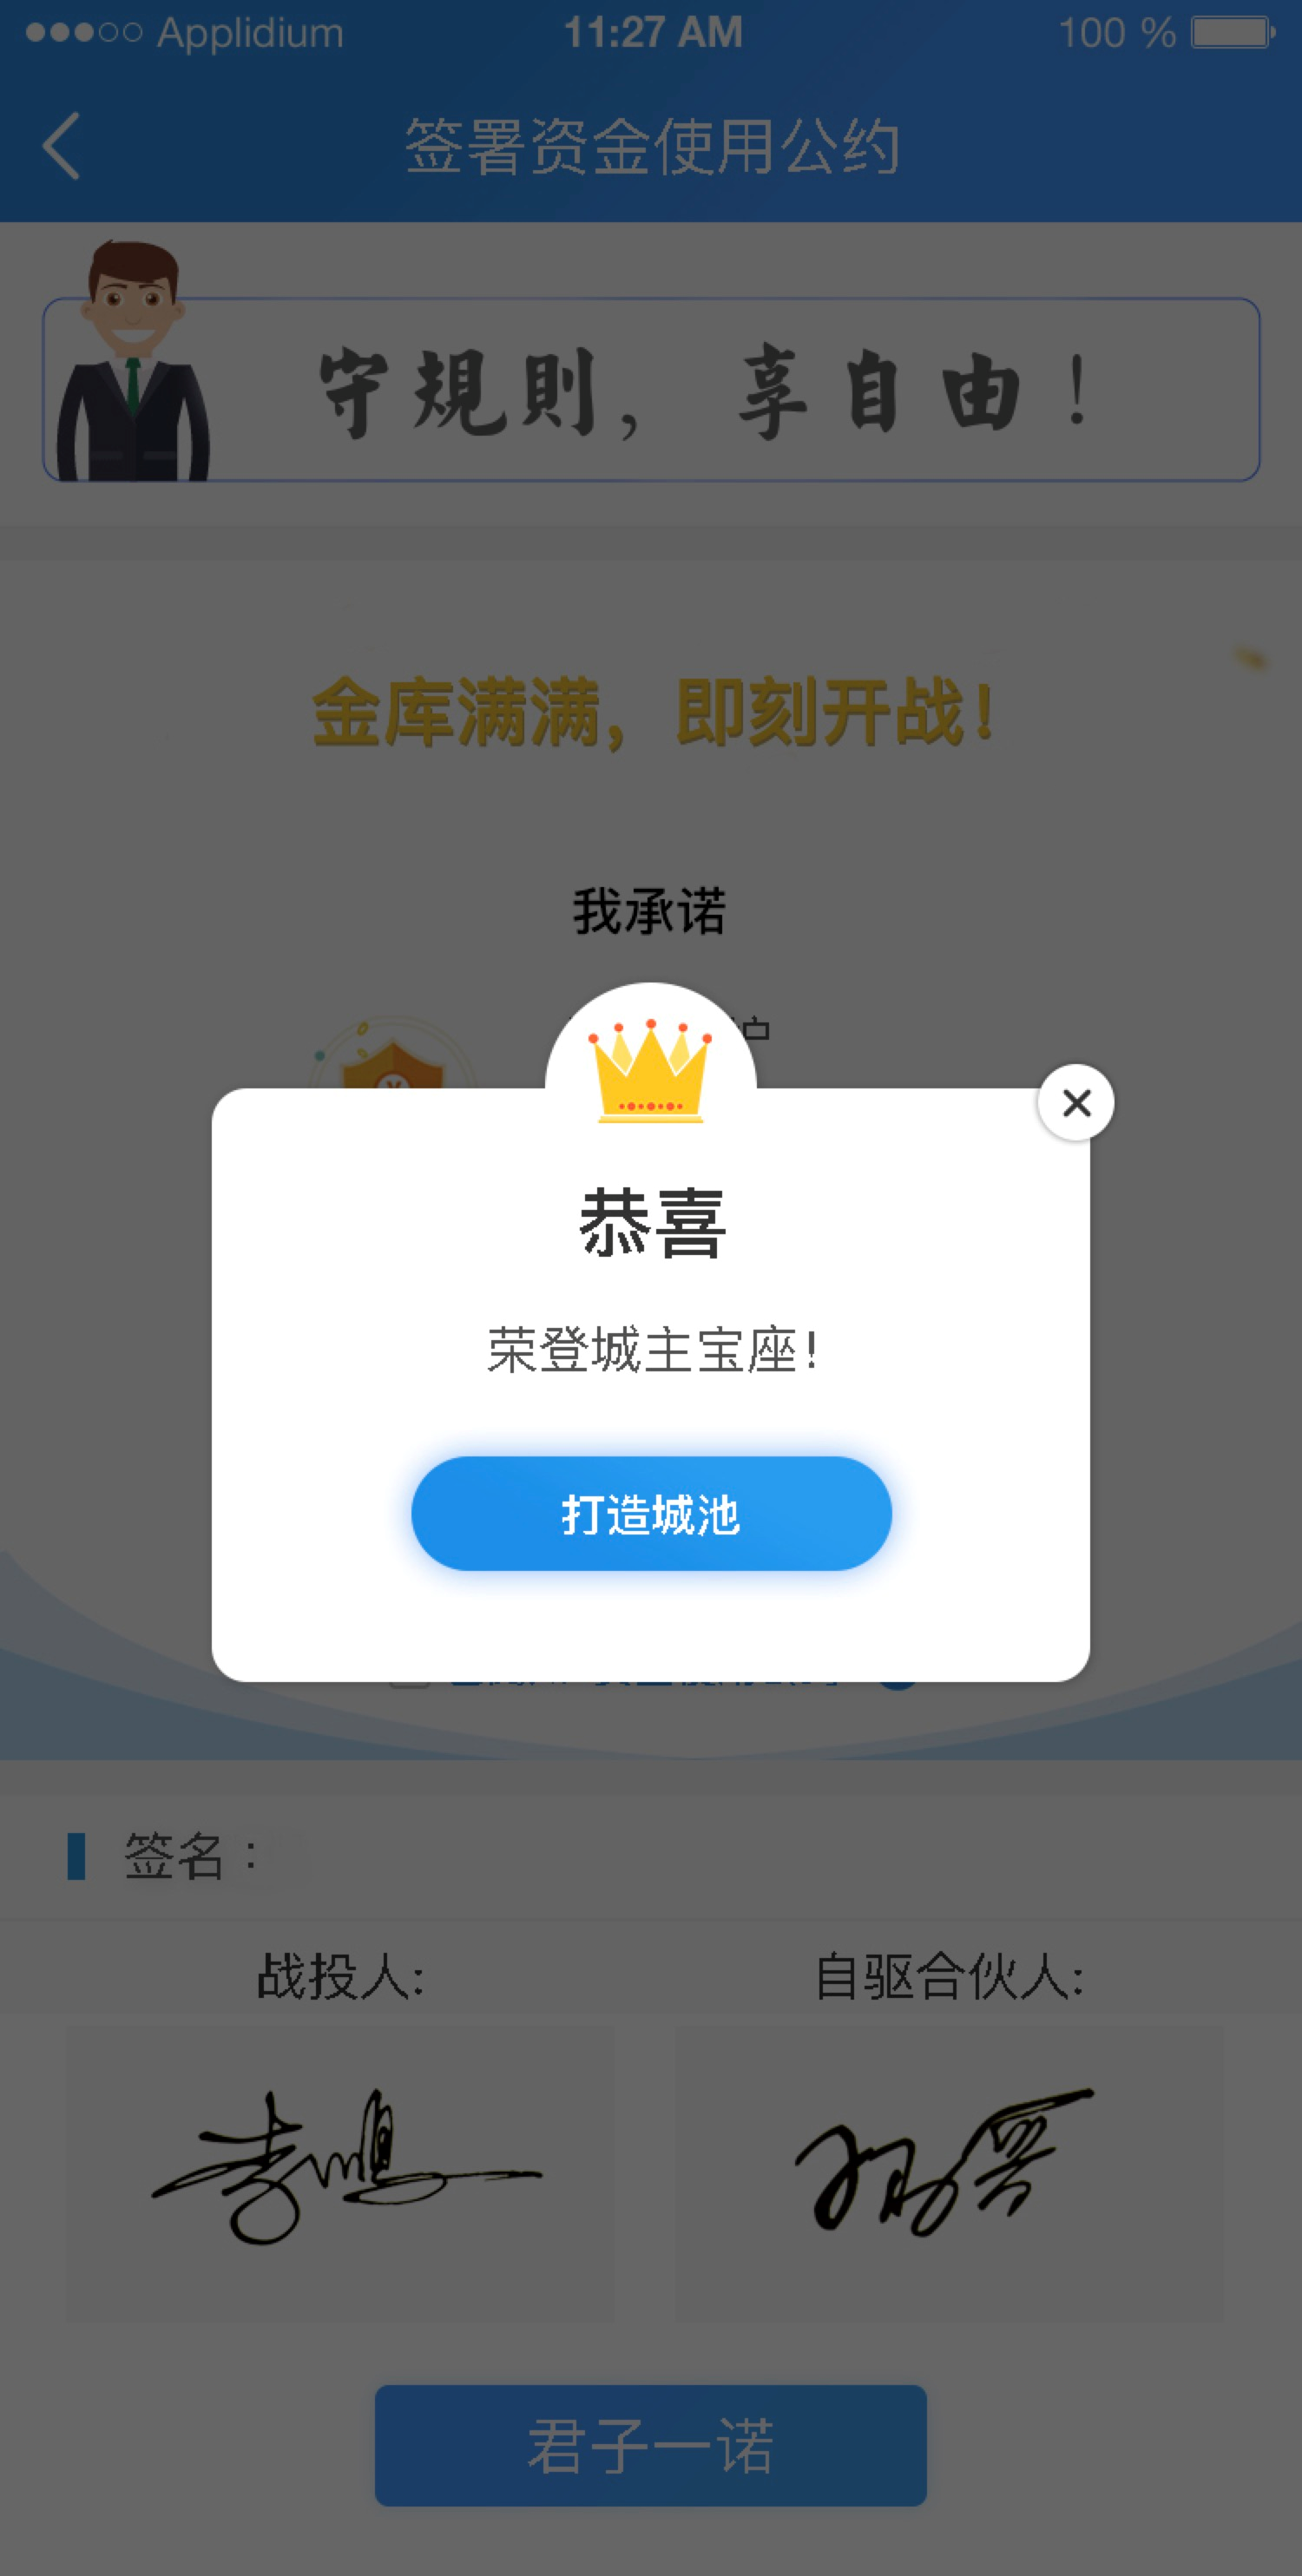 Applidium 11:27 AM 100 %
签署资金使用公约
守規則，享自由！
金库满满，即刻开战！
我承诺
恭喜
荣登城主宝座！
打造城池
签名：
战投人: 自驱合伙人:
君子一诺